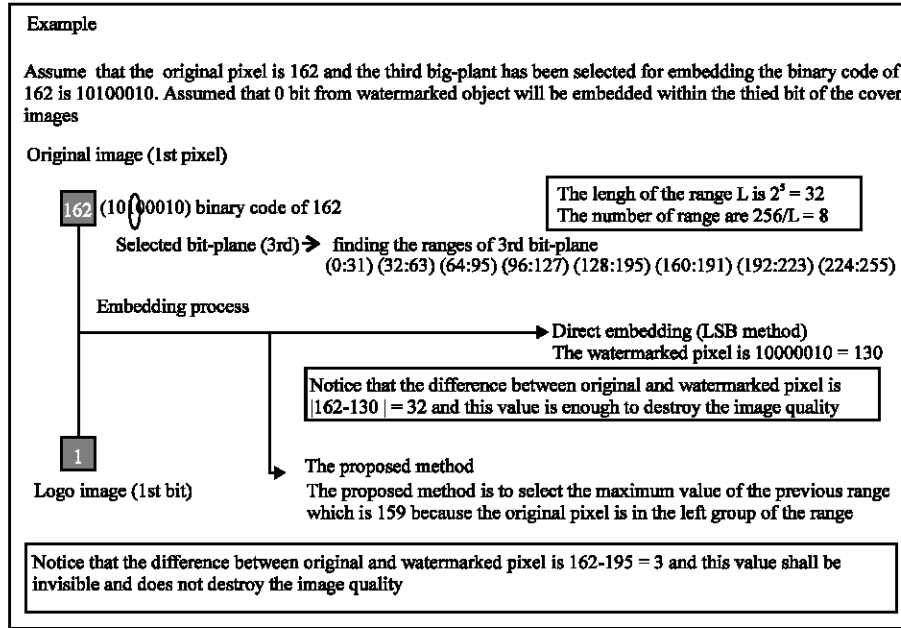 Example
Assume that the original pixel is 162 and the third big-plant has been selected for embedding the binary code of
162 is 10100010. Assumed that 0 bit from watermarked object will be embedded within the thied bit of the cover
images
Original image (1st pixel)
162 (10100010) binary code of 162
The lengh of the range L is 2⁵ = 32
The number of range are 256/L = 8
Selected bit-plane (3rd) → finding the ranges of 3rd bit-plane
(0:31) (32:63) (64:95) (96:127) (128:195) (160:191) (192:223) (224:255)
Embedding process
Direct embedding (LSB method)
The watermarked pixel is 10000010 = 130
Notice that the difference between original and watermarked pixel is
|162-130 | = 32 and this value is enough to destroy the image quality
1
Logo image (1st bit)
The proposed method
The proposed method is to select the maximum value of the previous range
which is 159 because the original pixel is in the left group of the range
Notice that the difference between original and watermarked pixel is 162-195 = 3 and this value shall be
invisible and does not destroy the image quality